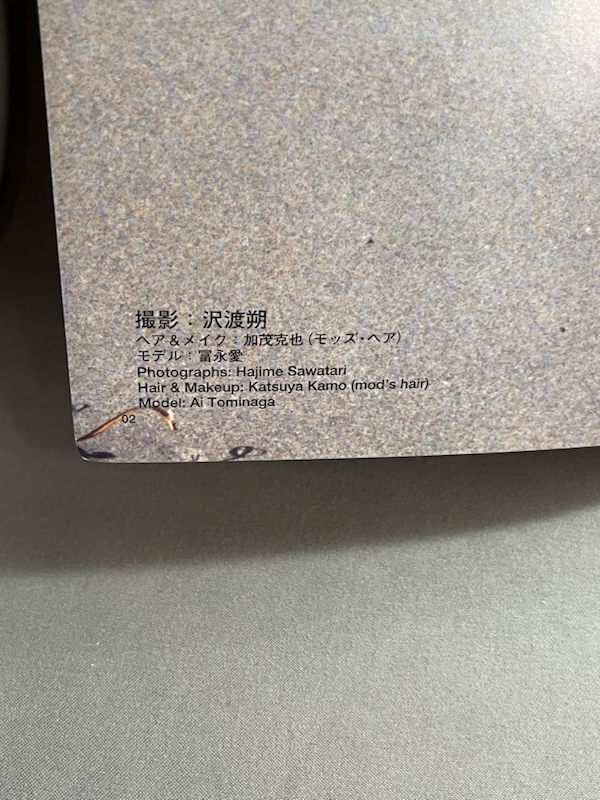 撮影：沢渡朔
ヘア＆メイク：加茂克也（モッズ・ヘア）
モデル：冨永愛
Photographs: Hajime Sawatari
Hair & Makeup: Katsuya Kamo (mod's hair)
Model: Ai Tominaga
02